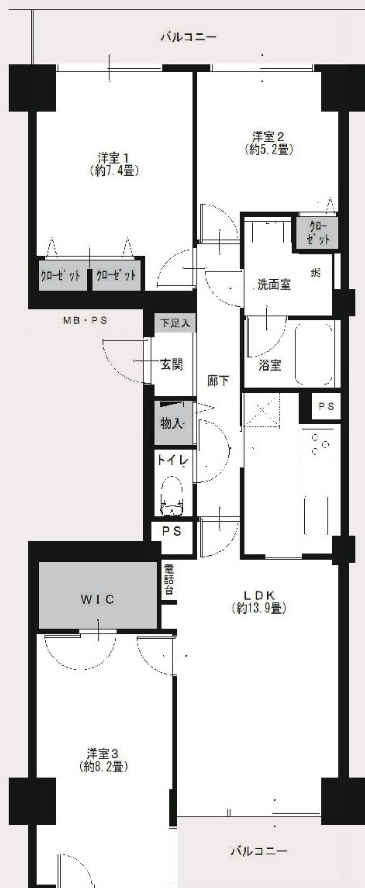 バルコニー
洋室1
(約7.4畳)
洋室2
(約5.2畳)
クロー
ゼット
クローゼット
クローゼット
洗面室
MB・PS
下足入
玄関
廊下
浴室
物入
PS
トイレ
PS
電話台
WIC
LDK
(約13.9畳)
洋室3
(約8.2畳)
バルコニー